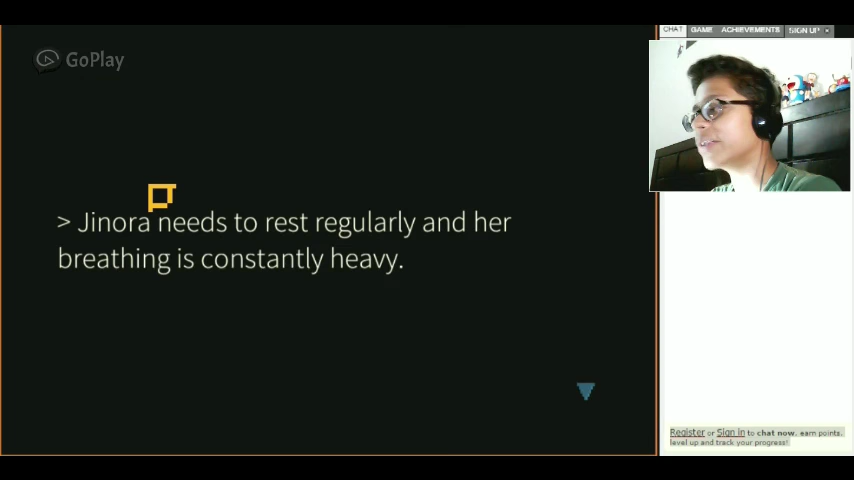 GoPlay
CHAT GAME ACHIEVEMENTS SIGN UP
> Jinora needs to rest regularly and her
breathing is constantly heavy.
Register or Sign in to chat now, earn points,
level up and track your progress!